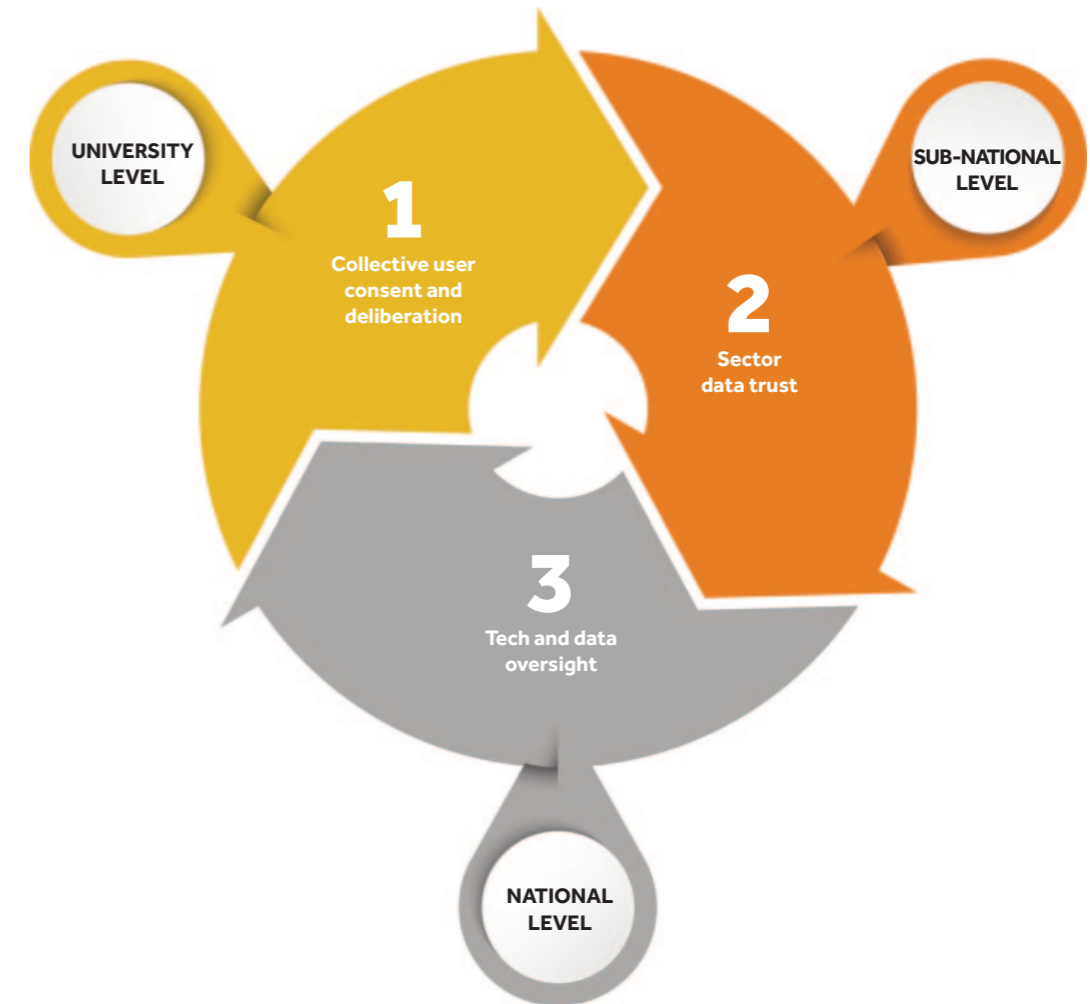 UNIVERSITY
LEVEL
1
Collective user
consent and
deliberation
SUB-NATIONAL
LEVEL
2
Sector
data trust
3
Tech and data
oversight
NATIONAL
LEVEL